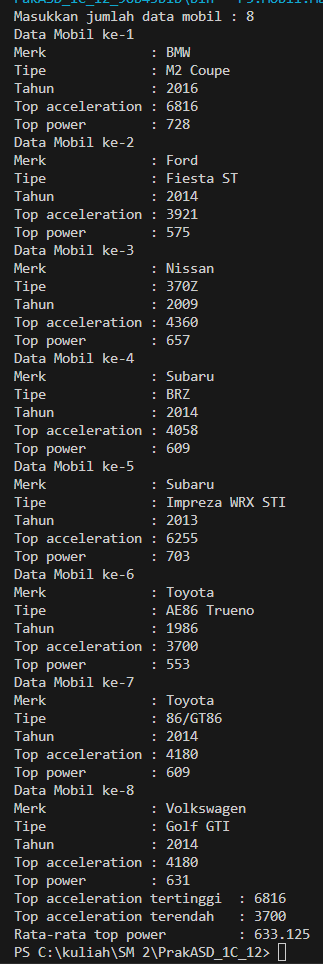 Masukkan jumlah data mobil : 8
Data Mobil ke-1
Merk             : BMW
Tipe             : M2 Coupe
Tahun            : 2016
Top acceleration : 6816
Top power        : 728
Data Mobil ke-2
Merk             : Ford
Tipe             : Fiesta ST
Tahun            : 2014
Top acceleration : 3921
Top power        : 575
Data Mobil ke-3
Merk             : Nissan
Tipe             : 370Z
Tahun            : 2009
Top acceleration : 4360
Top power        : 657
Data Mobil ke-4
Merk             : Subaru
Tipe             : BRZ
Tahun            : 2014
Top acceleration : 4058
Top power        : 609
Data Mobil ke-5
Merk             : Subaru
Tipe             : Impreza WRX STI
Tahun            : 2013
Top acceleration : 6255
Top power        : 703
Data Mobil ke-6
Merk             : Toyota
Tipe             : AE86 Trueno
Tahun            : 1986
Top acceleration : 3700
Top power        : 553
Data Mobil ke-7
Merk             : Toyota
Tipe             : 86/GT86
Tahun            : 2014
Top acceleration : 4180
Top power        : 609
Data Mobil ke-8
Merk             : Volkswagen
Tipe             : Golf GTI
Tahun            : 2014
Top acceleration : 4180
Top power        : 631
Top acceleration tertinggi  : 6816
Top acceleration terendah   : 3700
Rata-rata top power         : 633.125
PS C:\kuliah\SM 2\PrakASD_1C_12>